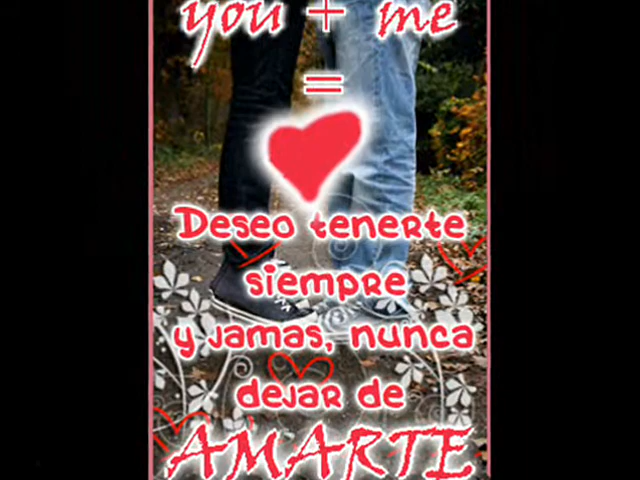 you + me
=
Deseo tenerte
siempre
y jamas, nunca
dejar de
AMARTE